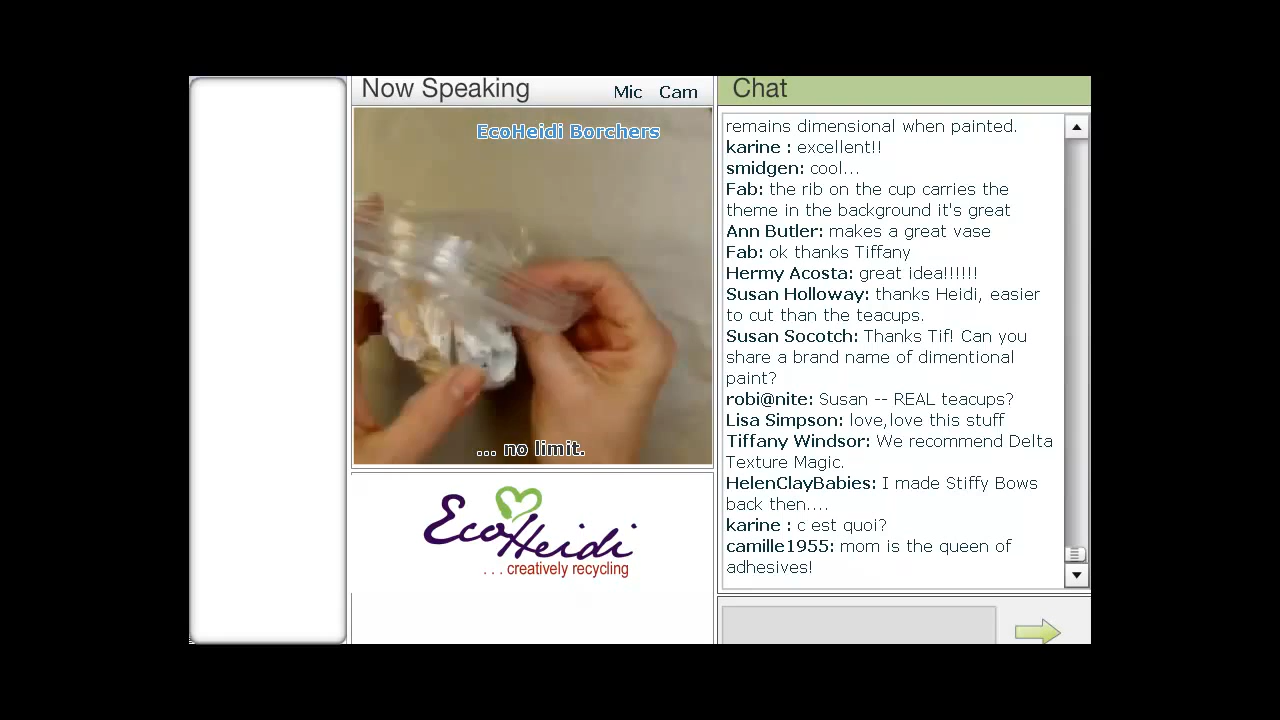 Now Speaking
Mic Cam
EcoHeidi Borchers
... no limit.
EcoHeidi
... creatively recycling
Chat
remains dimensional when painted.
karine : excellent!!
smidgen: cool...
Fab: the rib on the cup carries the
theme in the background it's great
Ann Butler: makes a great vase
Fab: ok thanks Tiffany
Hermy Acosta: great idea!!!!!!
Susan Holloway: thanks Heidi, easier
to cut than the teacups.
Susan Socotch: Thanks Tif! Can you
share a brand name of dimentional
paint?
robi@nite: Susan -- REAL teacups?
Lisa Simpson: love,love this stuff
Tiffany Windsor: We recommend Delta
Texture Magic.
HelenClayBabies: I made Stiffy Bows
back then....
karine : c est quoi?
camille1955: mom is the queen of
adhesives!